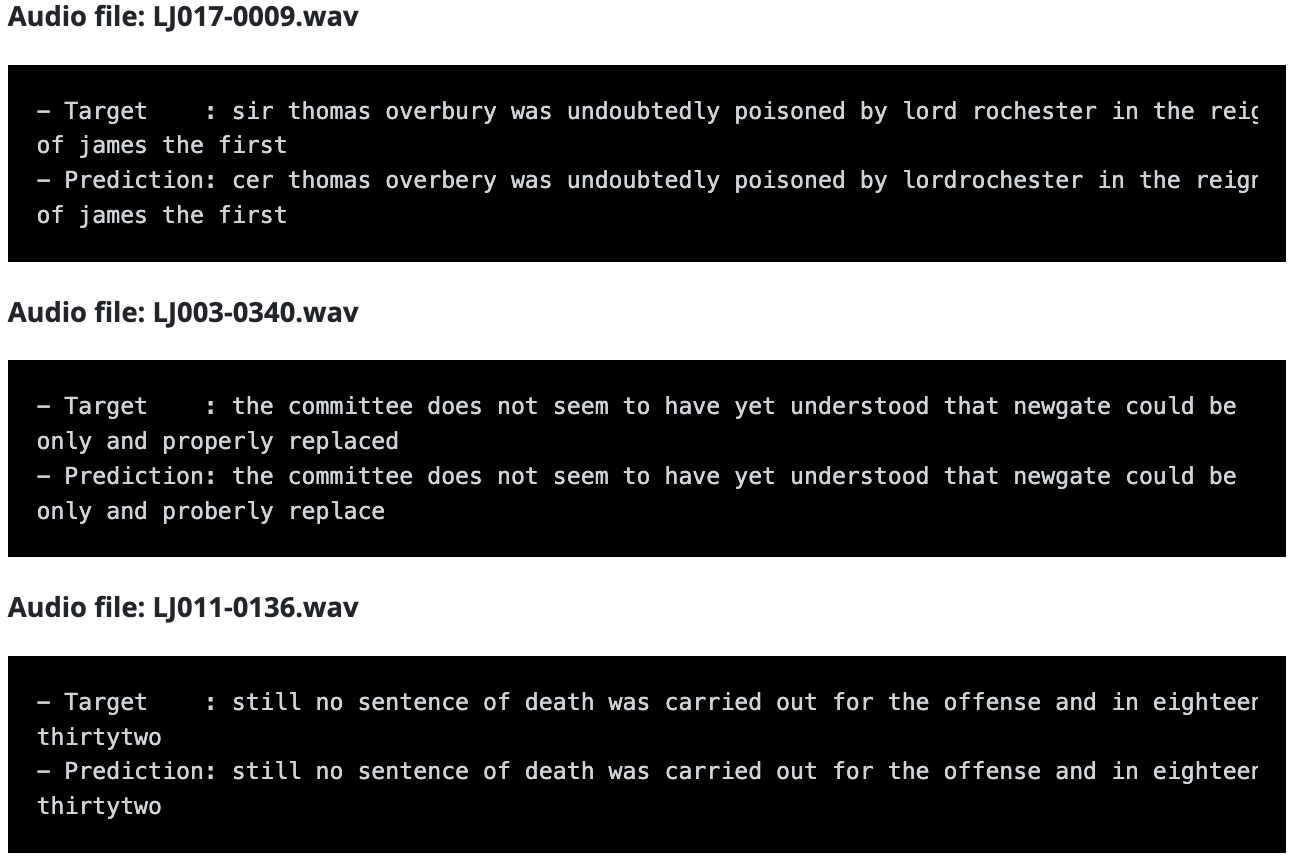 Audio file: LJ017-0009.wav
– Target    : sir thomas overbury was undoubtedly poisoned by lord rochester in the reig
of james the first
– Prediction: cer thomas overbery was undoubtedly poisoned by lordrochester in the reign
of james the first
Audio file: LJ003-0340.wav
– Target    : the committee does not seem to have yet understood that newgate could be
only and properly replaced
– Prediction: the committee does not seem to have yet understood that newgate could be
only and proberly replace
Audio file: LJ011-0136.wav
– Target    : still no sentence of death was carried out for the offense and in eighteen
thirtytwo
– Prediction: still no sentence of death was carried out for the offense and in eighteen
thirtytwo